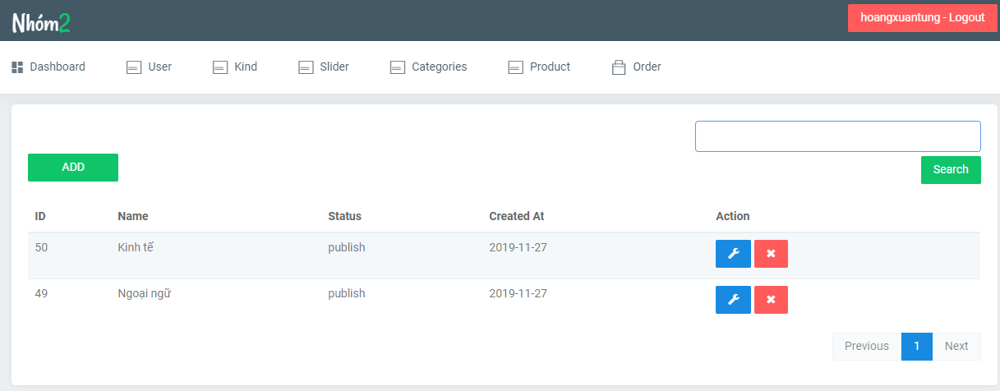 Nhóm2
hoangxuantung - Logout
Dashboard User Kind Slider Categories Product Order
ADD
Search
ID Name Status Created At Action
50 Kinh tế publish 2019-11-27
49 Ngoại ngữ publish 2019-11-27
Previous 1 Next